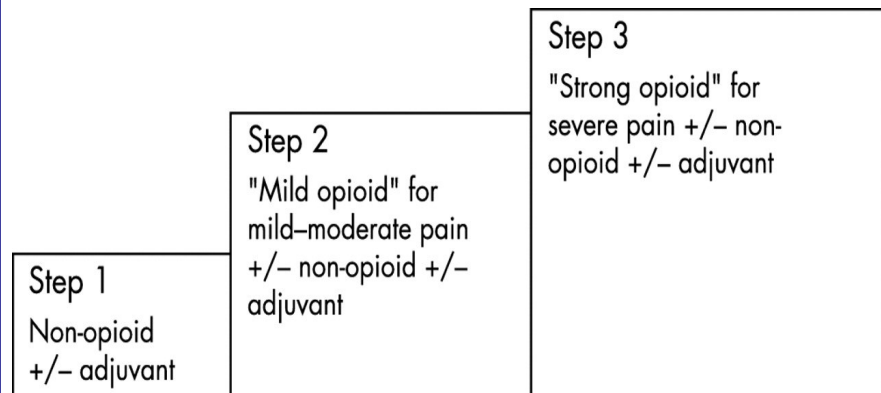 Step 1
Non-opioid
+/– adjuvant
Step 2
"Mild opioid" for
mild–moderate pain
+/– non-opioid +/–
adjuvant
Step 3
"Strong opioid" for
severe pain +/– non-
opioid +/– adjuvant